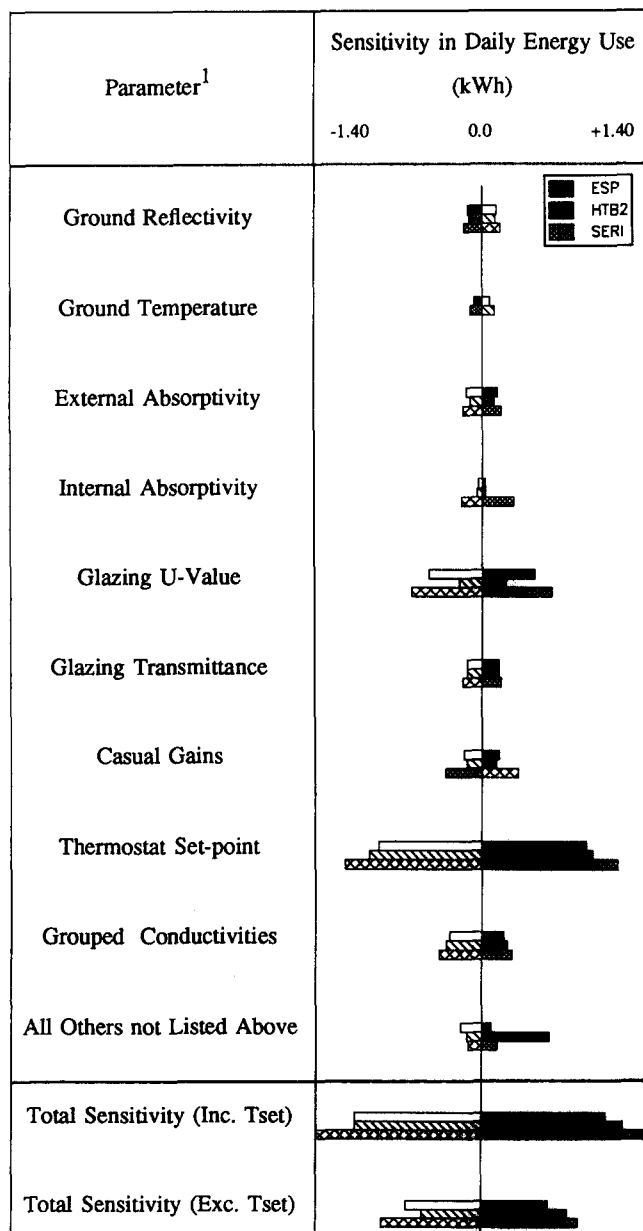 Parameter1
Sensitivity in Daily Energy Use
(kWh)
-1.40 0.0 +1.40
ESP
HTB2
SERI
Ground Reflectivity
Ground Temperature
External Absorptivity
Internal Absorptivity
Glazing U-Value
Glazing Transmittance
Casual Gains
Thermostat Set-point
Grouped Conductivities
All Others not Listed Above
Total Sensitivity (Inc. Tset)
Total Sensitivity (Exc. Tset)